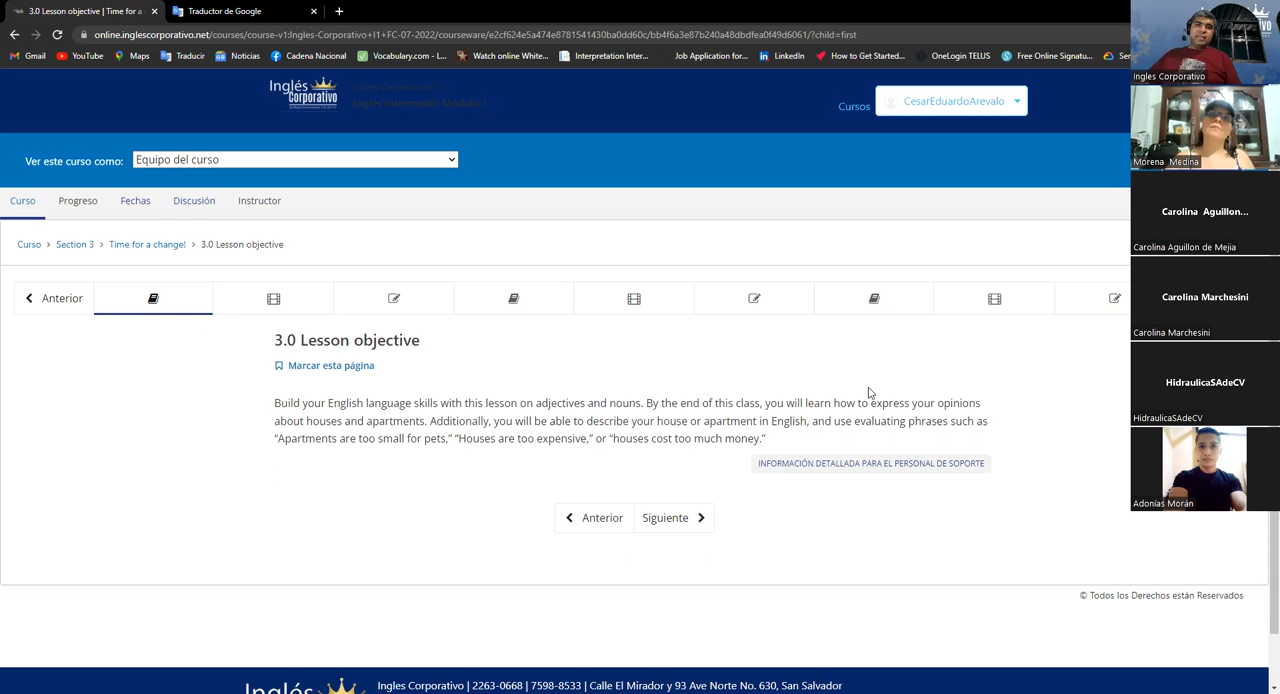 3.0 Lesson objective | Time for a
Traductor de Google
online.inglescorporativo.net/courses/course-v1:Ingles-Corporativo+I1+FC-07-2022/courseware/e2cf624e5a474e8781541430ba0dd60c/bb4f6a3e87b240a48dbdfea0f49d6061/?child=first
Gmail YouTube Maps Traducir Noticias Cadena Nacional Vocabulary.com - L... Watch online White... Interpretation Inter... Job Application for... LinkedIn How to Get Started... OneLogin TELUS Free Online Signatu... Ser
Inglés
Corporativo
Ingles-Corporativo I1
Inglés Intermedio Módulo I
Cursos
CesarEduardoArevalo
Ver este curso como:
Equipo del curso
Curso Progreso Fechas Discusión Instructor
Curso > Section 3 > Time for a change! > 3.0 Lesson objective
Anterior
3.0 Lesson objective
Marcar esta página
Build your English language skills with this lesson on adjectives and nouns. By the end of this class, you will learn how to express your opinions
about houses and apartments. Additionally, you will be able to describe your house or apartment in English, and use evaluating phrases such as
“Apartments are too small for pets,” “Houses are too expensive,” or “houses cost too much money.”
INFORMACIÓN DETALLADA PARA EL PERSONAL DE SOPORTE
Anterior Siguiente
© Todos los Derechos están Reservados
Inglés
Ingles Corporativo | 2263-0668 | 7598-8533 | Calle El Mirador y 93 Ave Norte No. 630, San Salvador
Ingles Corporativo
Morena Medina
Carolina Aguillon...
Carolina Aguillon de Mejia
Carolina Marchesini
Carolina Marchesini
HidraulicaSAdeCV
HidraulicaSAdeCV
Adonías Morán